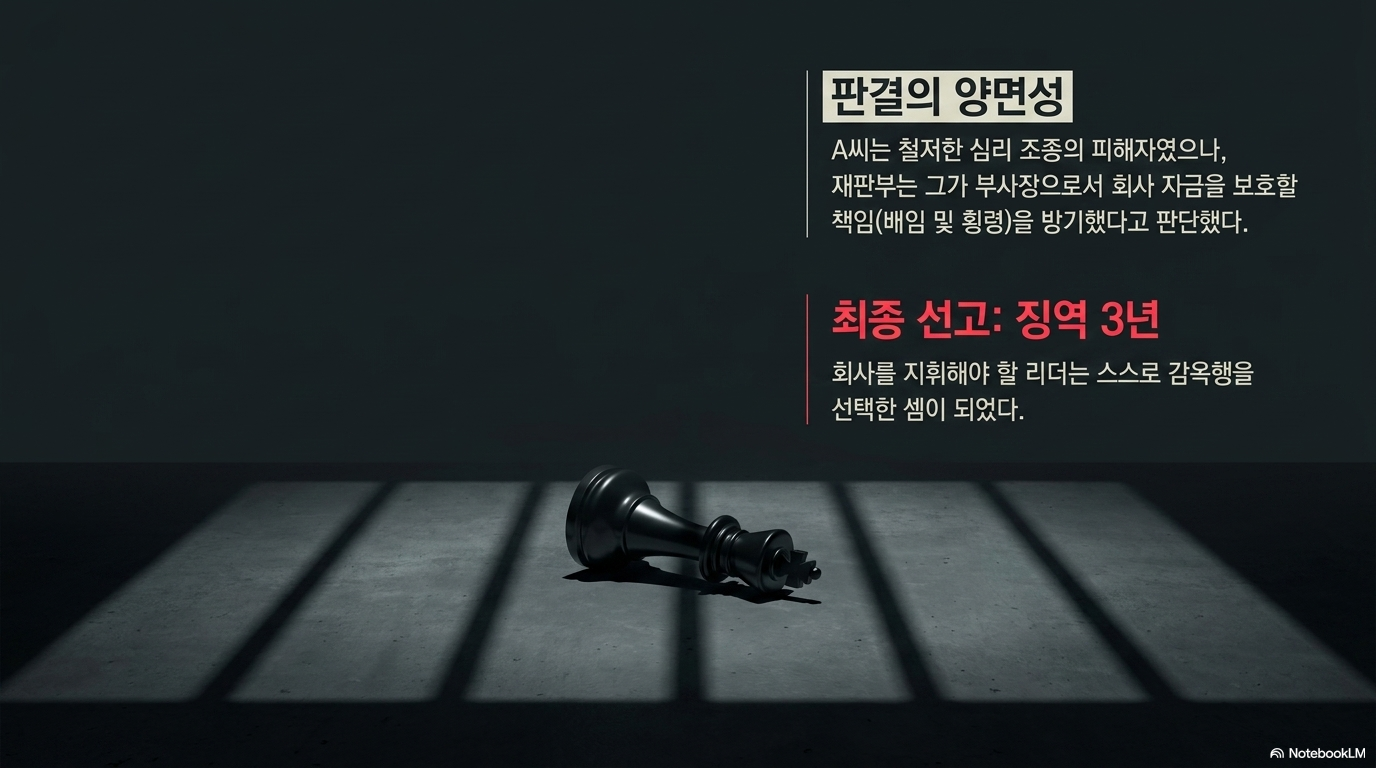 판결의 양면성
A씨는 철저한 심리 조종의 피해자였으나,
재판부는 그가 부사장으로서 회사 자금을 보호할
책임(배임 및 횡령)을 방기했다고 판단했다.
최종 선고: 징역 3년
회사를 지휘해야 할 리더는 스스로 감옥행을
선택한 셈이 되었다.
NotebookLM